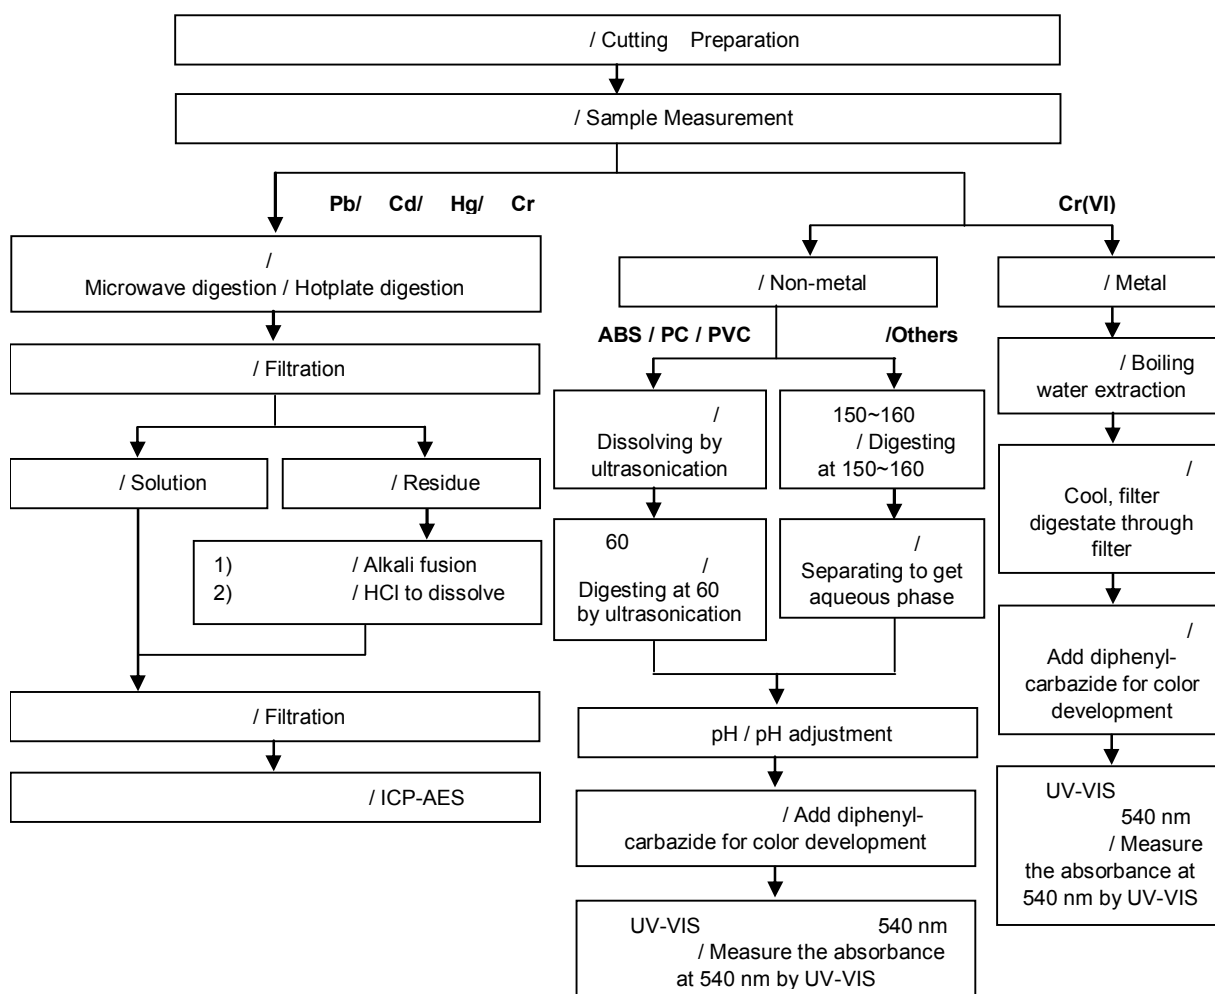 / Cutting Preparation
/ Sample Measurement
Pb/ Cd/ Hg/ Cr
Cr(VI)
/
Microwave digestion / Hotplate digestion
/ Filtration
/ Solution
/ Residue
1) / Alkali fusion
2) / HCl to dissolve
/ Filtration
/ ICP-AES
/ Non-metal
ABS / PC / PVC
/Others
/
Dissolving by
ultrasonication
60
/
Digesting at 60
by ultrasonication
150~160
/ Digesting
at 150~160
/
Separating to get
aqueous phase
pH / pH adjustment
/ Add diphenyl-
carbazide for color development
UV-VIS 540 nm
/ Measure the absorbance
at 540 nm by UV-VIS
/ Metal
/ Boiling
water extraction
/
Cool, filter
digestate through
filter
/
Add diphenyl-
carbazide for color
development
UV-VIS
540 nm
/ Measure
the absorbance at
540 nm by UV-VIS